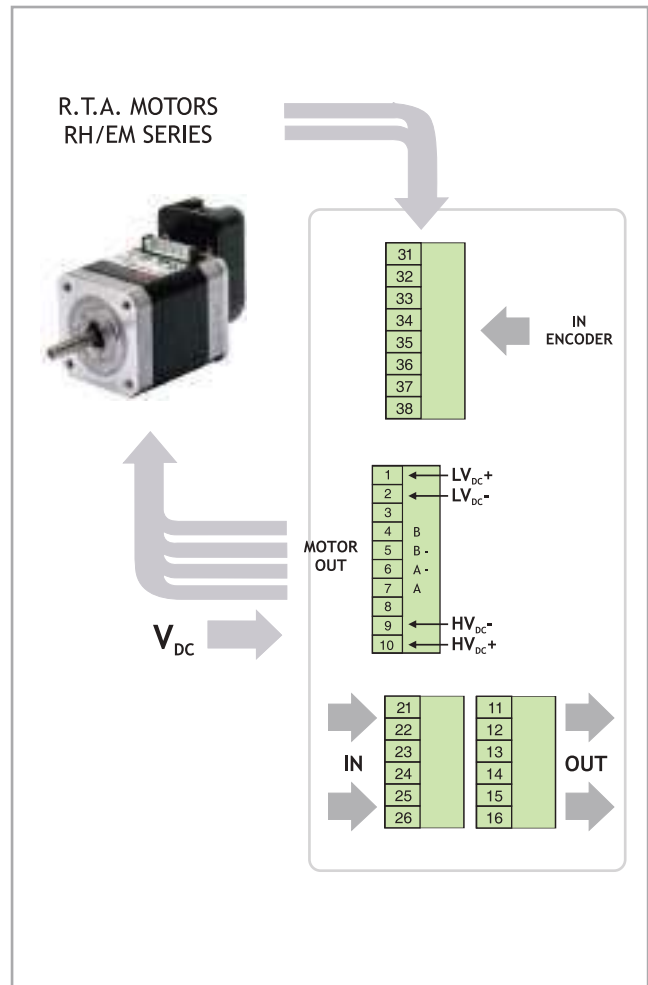 R.T.A. MOTORS
RH/EM SERIES
31
32
33
34
35
36
37
38
IN
ENCODER
1
2
3
4 B
5 B -
6 A -
7 A
8
9
10
LVDC+
LVDC-
HVDC-
HVDC+
MOTOR
OUT
VDC
IN
21
22
23
24
25
26
11
12
13
14
15
16
OUT